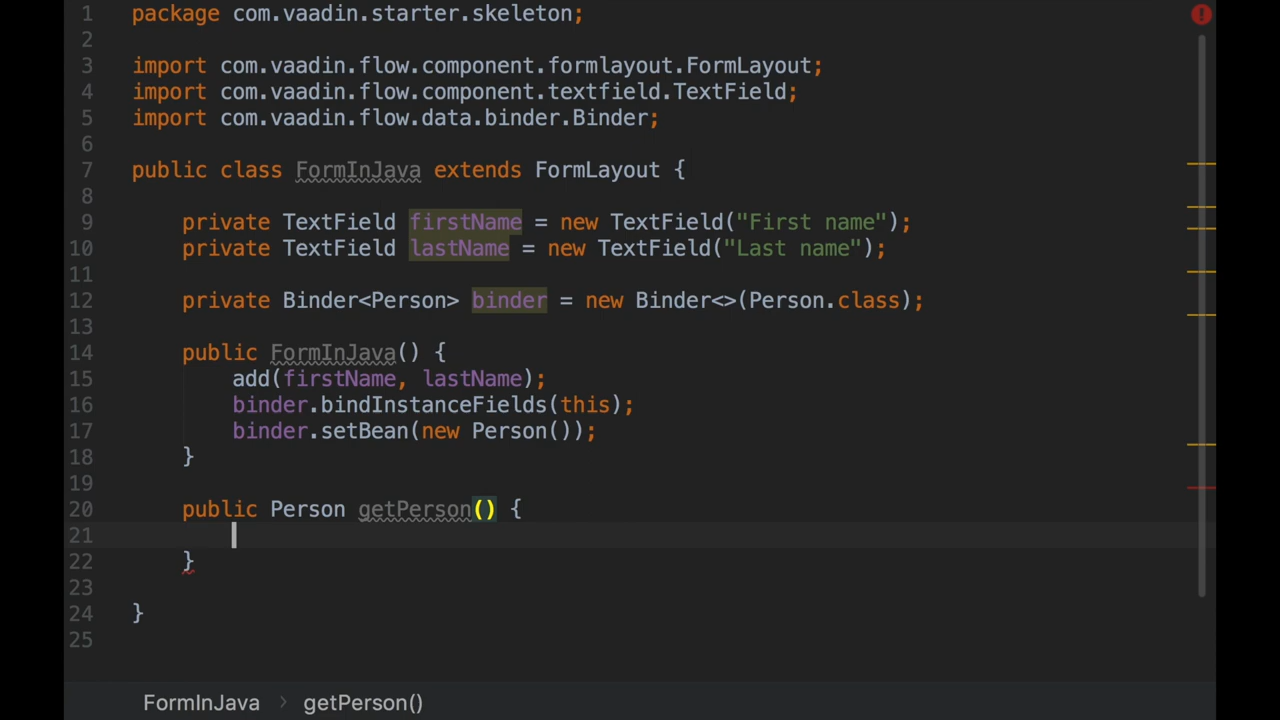 1 package com.vaadin.starter.skeleton;
2
3 import com.vaadin.flow.component.formlayout.FormLayout;
4 import com.vaadin.flow.component.textfield.TextField;
5 import com.vaadin.flow.data.binder.Binder;
6
7 public class FormInJava extends FormLayout {
8
9 private TextField firstName = new TextField("First name");
10 private TextField lastName = new TextField("Last name");
11
12 private Binder<Person> binder = new Binder<>(Person.class);
13
14 public FormInJava() {
15 add(firstName, lastName);
16 binder.bindInstanceFields(this);
17 binder.setBean(new Person());
18 }
19
20 public Person getPerson() {
21
22 }
23
24 }
25
FormInJava > getPerson()